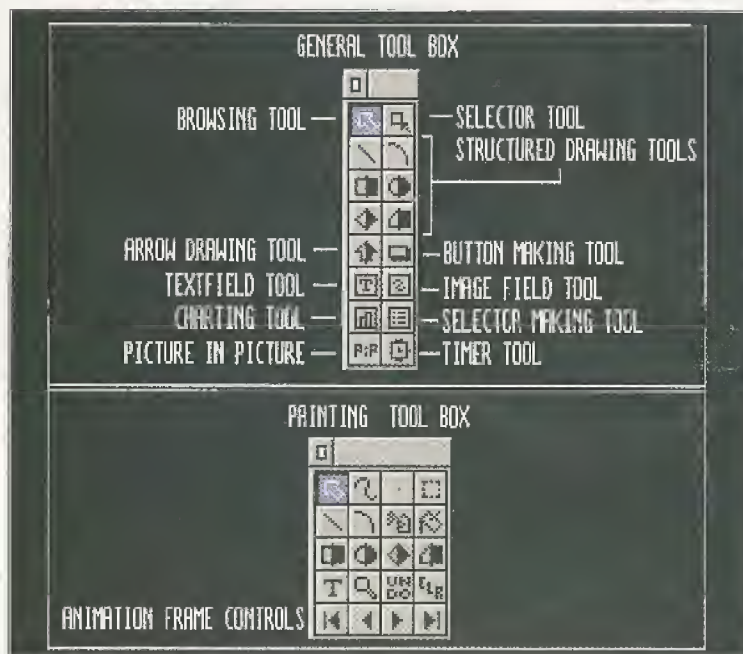 GENERAL TOOL BOX
BROWSING TOOL
SELECTOR TOOL
STRUCTURED DRAWING TOOLS
ARROW DRAWING TOOL
BUTTON MAKING TOOL
TEXTFIELD TOOL
T
IMAGE FIELD TOOL
CHARTING TOOL
SELECTOR MAKING TOOL
PICTURE IN PICTURE
PiP
TIMER TOOL
PAINTING TOOL BOX
T
UN
DO
CLR
ANIMATION FRAME CONTROLS